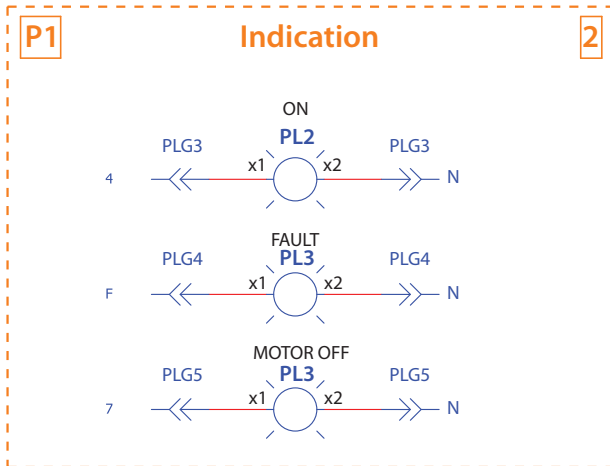 P1 Indication 2
ON
PLG3 PL2 PLG3
4 x1 x2 N
FAULT
PLG4 PL3 PLG4
F x1 x2 N
MOTOR OFF
PLG5 PL3 PLG5
7 x1 x2 N